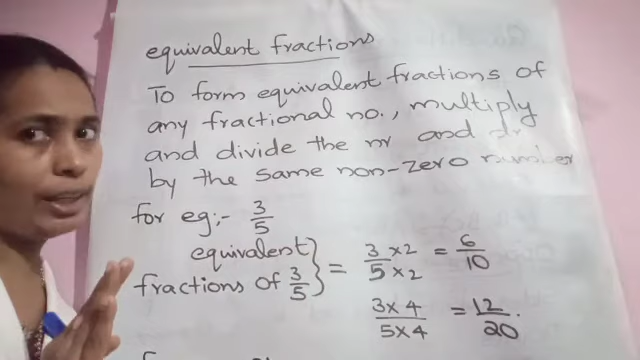 equivalent fractions
To form equivalent fractions of
any fractional no., multiply
and divide the nr and dr
by the same non-zero number
for eg:- 3/5
equivalent
fractions of 3/5 } = 3/5 ×2/×2 = 6/10
3×4/5×4 = 12/20.